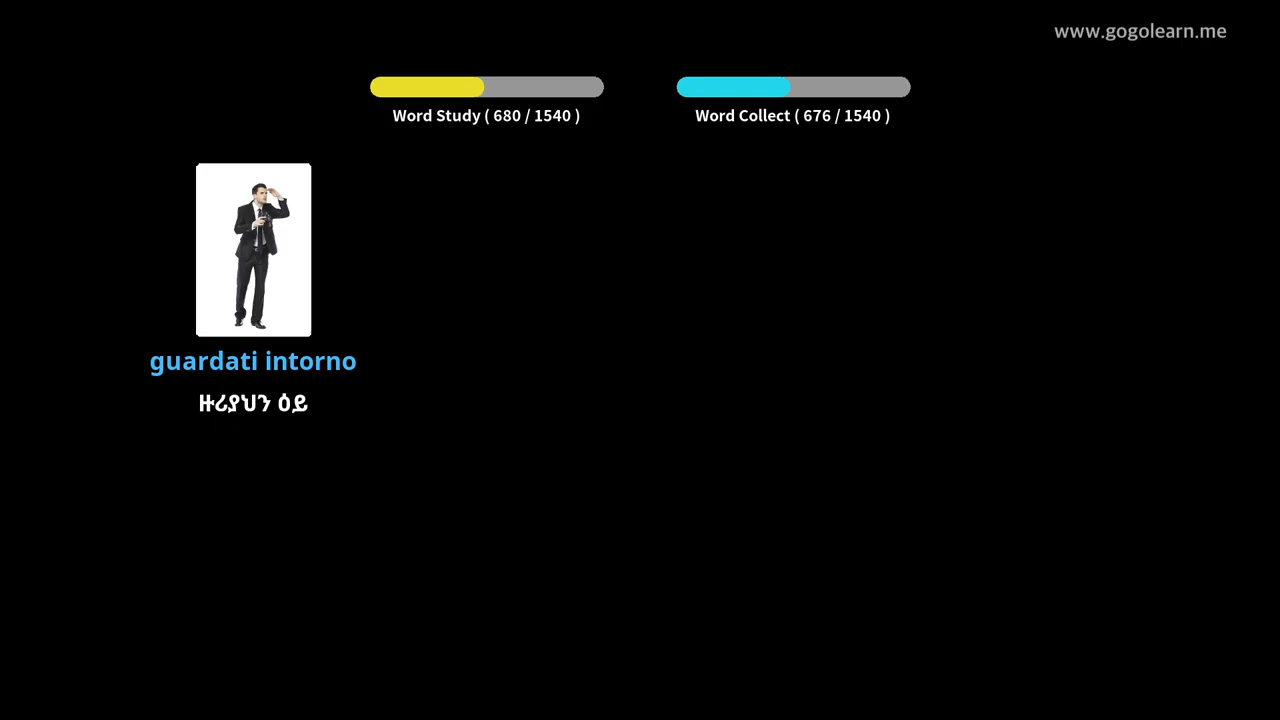 www.gogolearn.me
Word Study ( 680 / 1540 )
Word Collect ( 676 / 1540 )
guardati intorno
ዙሪያህን ዕይ